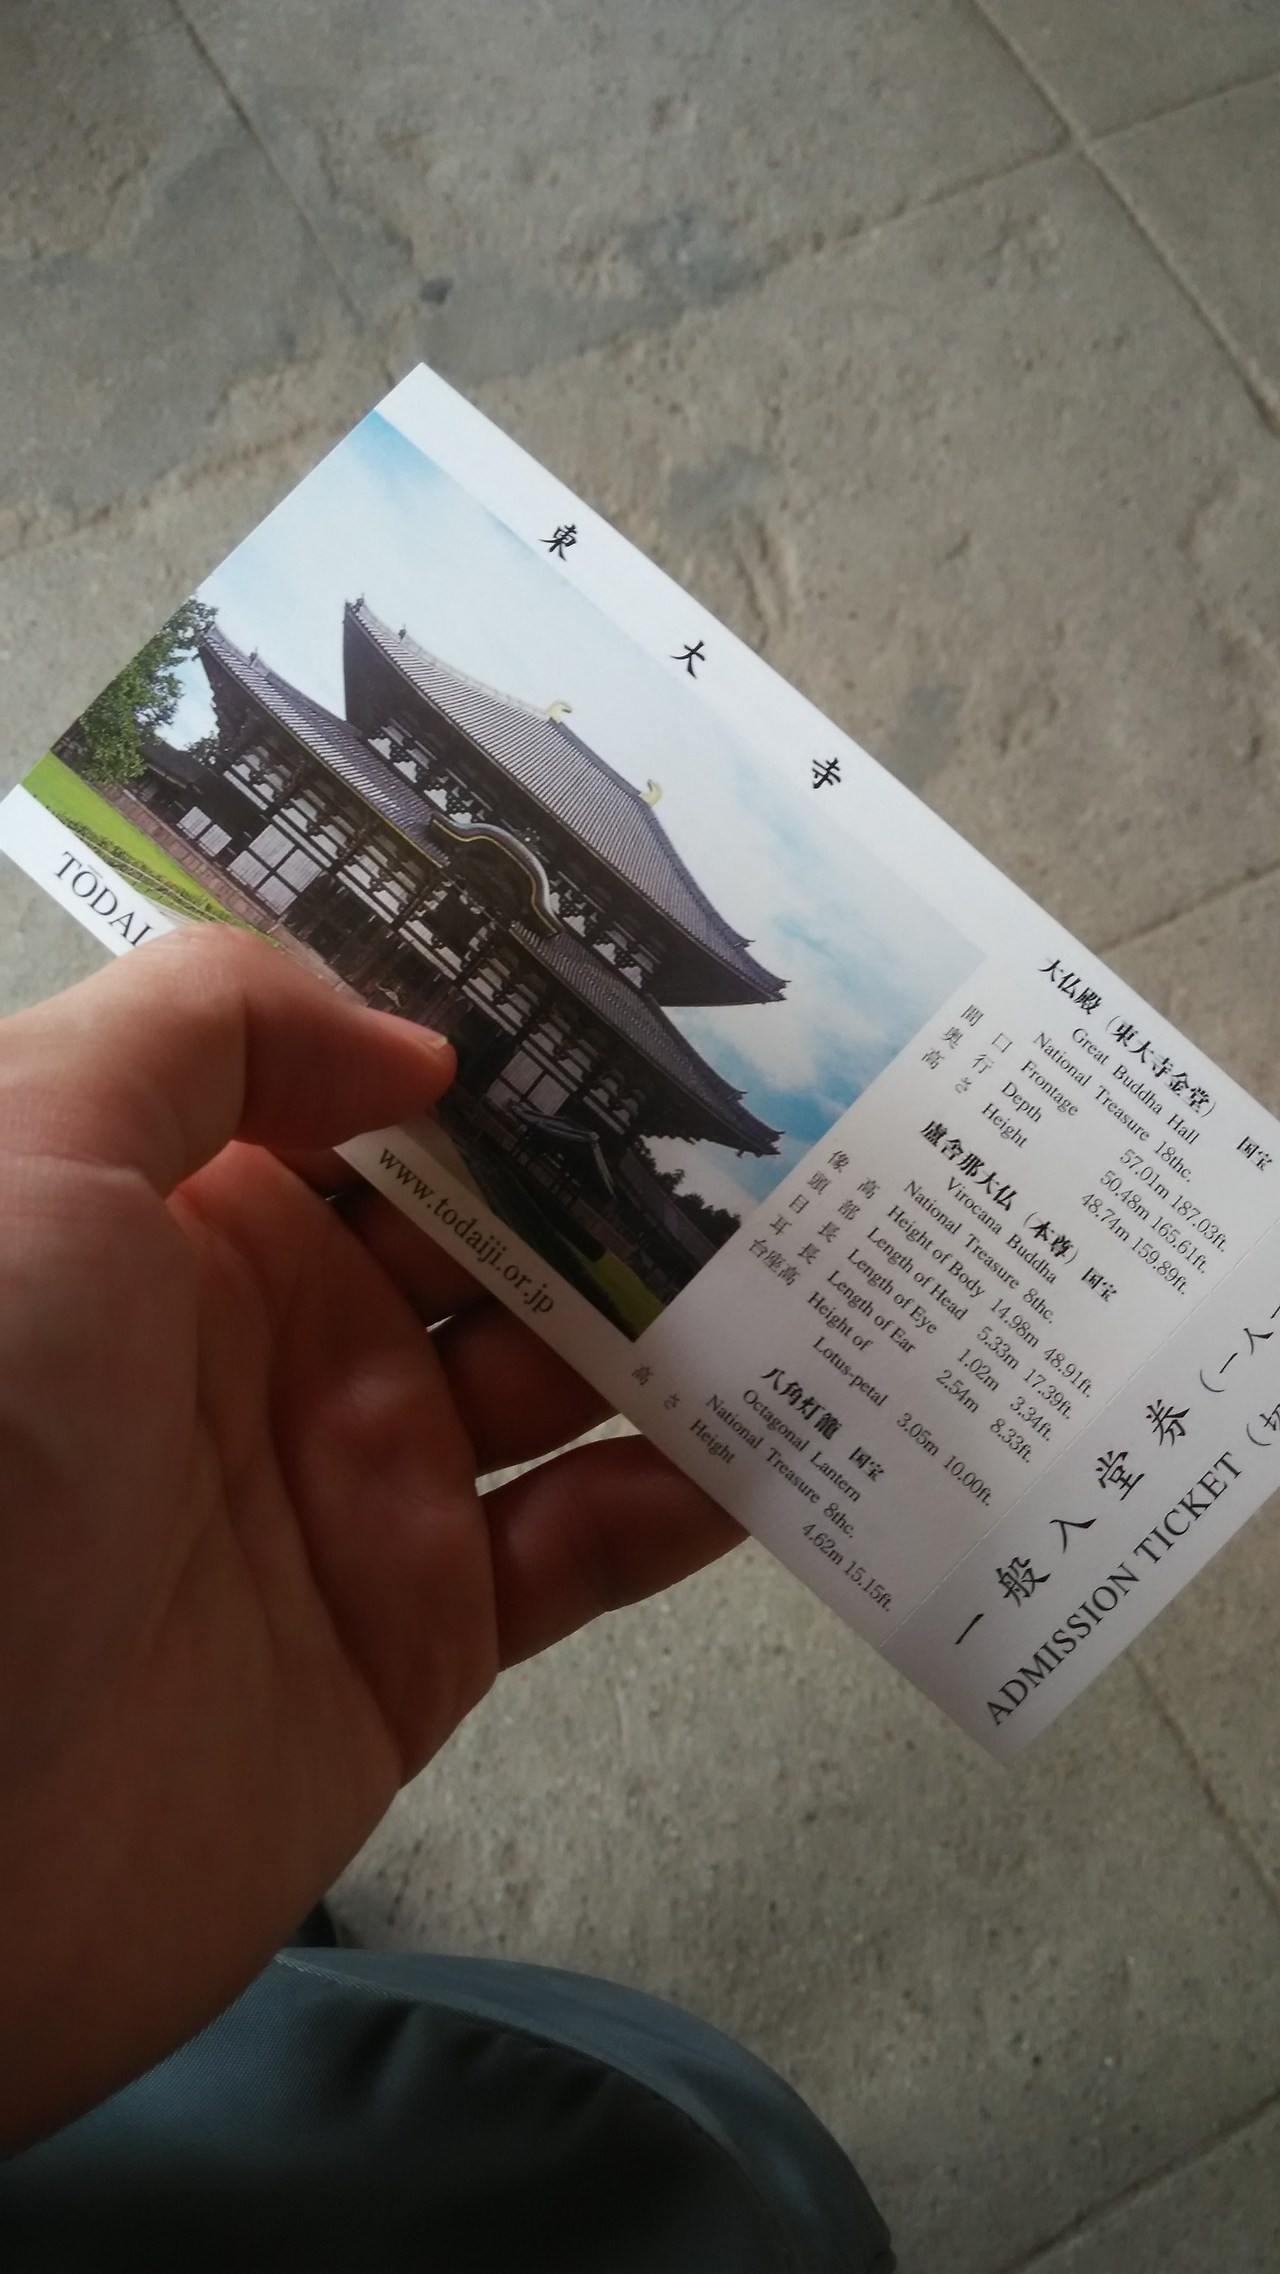 東大寺
TŌDAI
www.todaiji.or.jp
大仏殿（東大寺金堂） 国宝
Great Buddha Hall
National Treasure 18thc.
間口 Frontage 57.01m 187.03ft.
奥行 Depth 50.48m 165.61ft.
高さ Height 48.74m 159.89ft.
盧舎那大仏（本尊） 国宝
Virocana Buddha
National Treasure 8thc.
像高 Height of Body 14.98m 48.91ft.
頭部 Length of Head 5.33m 17.39ft.
目長 Length of Eye 1.02m 3.34ft.
耳長 Length of Ear 2.54m 8.33ft.
台座高 Height of
Lotus-petal 3.05m 10.00ft.
八角灯籠 国宝
Octagonal Lantern
National Treasure 8thc.
高さ Height 4.62m 15.15ft.
一般入堂券（一人
ADMISSION TICKET（切